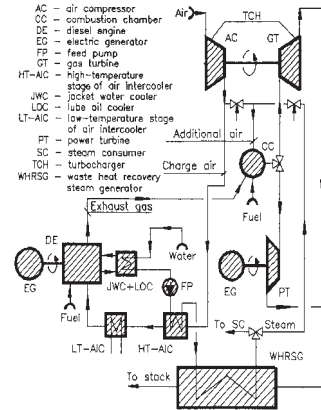 AC – air compressor
CC – combustion chamber
DE – diesel engine
EG – electric generator
FP – feed pump
GT – gas turbine
HT-AIC – high-temperature
stage of air intercooler
JWC – jacket water cooler
LOC – lube oil cooler
LT-AIC – low-temperature stage
of air intercooler
PT – power turbine
SC – steam consumer
TCH – turbocharger
WHRSG – waste heat recovery
steam generator
Air
TCH
AC
GT
Additional air
CC
Charge air
Fuel
Exhaust gas
DE
Water
EG
JWC+LOC
FP
EG
PT
Fuel
LT-AIC
HT-AIC
To SC
Steam
WHRSG
To stack